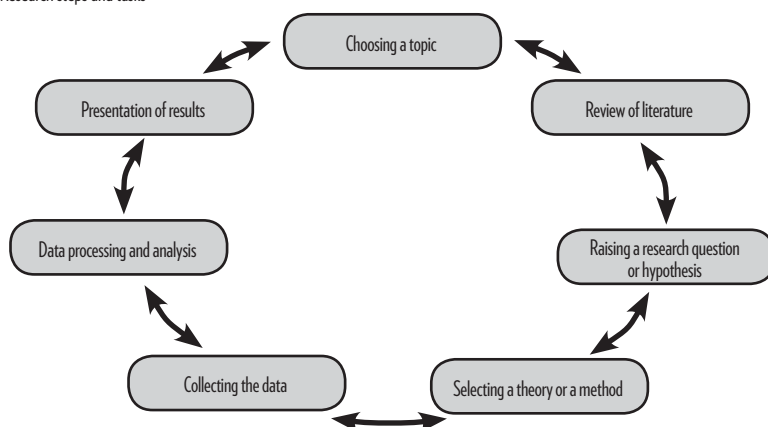 Research steps and tasks
Choosing a topic
Review of literature
Raising a research question
or hypothesis
Selecting a theory or a method
Collecting the data
Data processing and analysis
Presentation of results